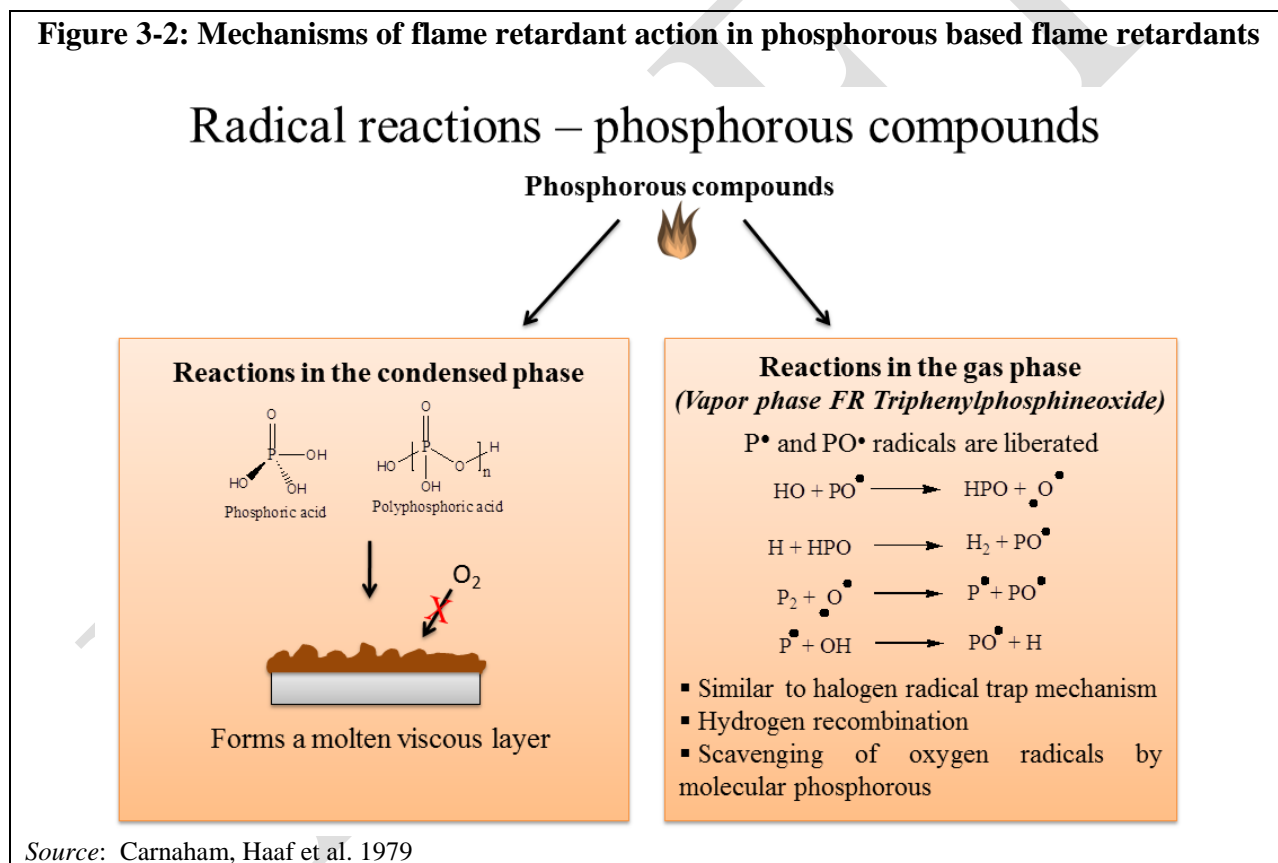 Figure 3-2: Mechanisms of flame retardant action in phosphorous based flame retardants
Radical reactions – phosphorous compounds
Phosphorous compounds
Reactions in the condensed phase
O
P
OH
HO
OH
Phosphoric acid
O
HO [ P O ] H
n
OH
Polyphosphoric acid
O₂
X
Forms a molten viscous layer
Reactions in the gas phase
(Vapor phase FR Triphenylphosphineoxide)
P• and PO• radicals are liberated
HO + PO• ⟶ HPO + •O•
H + HPO ⟶ H₂ + PO•
P₂ + •O• ⟶ P• + PO•
P• + OH ⟶ PO• + H
▪ Similar to halogen radical trap mechanism
▪ Hydrogen recombination
▪ Scavenging of oxygen radicals by
molecular phosphorous
Source: Carnaham, Haaf et al. 1979